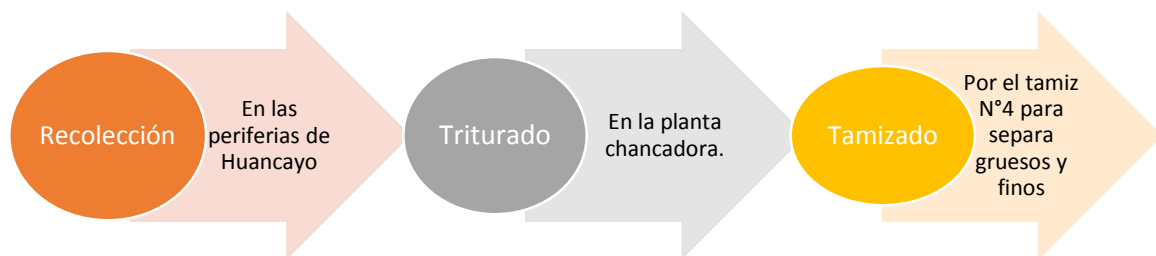 Recolección
En las
periferias de
Huancayo
Triturado
En la planta
chancadora.
Tamizado
Por el tamiz
N°4 para
separa
gruesos y
finos